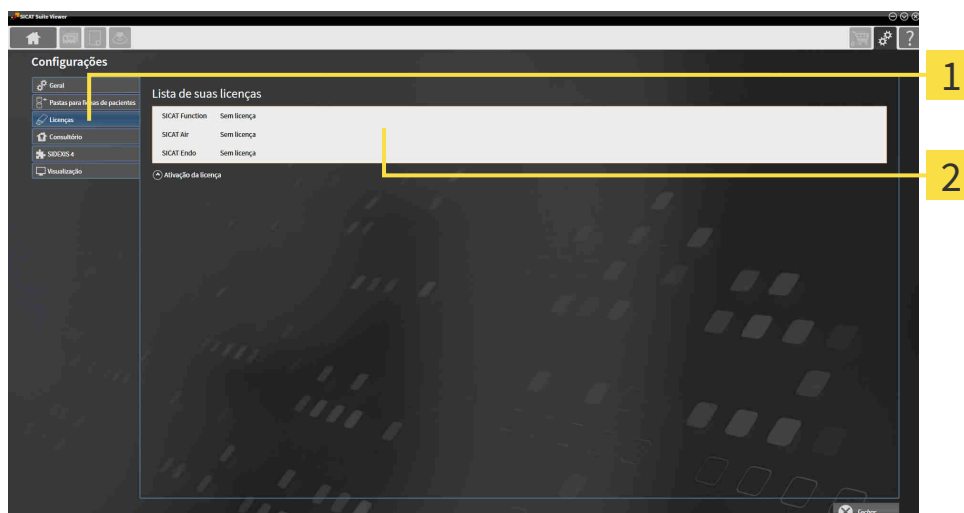 SICAT Suite Viewer
?
Configurações
1
Geral
Lista de suas licenças
Pastas para fichas de pacientes
SICAT Function Sem licença
Licenças
SICAT Air Sem licença
Consultório
SICAT Endo Sem licença
SIDEXIS 4
2
Visualização
Ativação da licença
Fechar